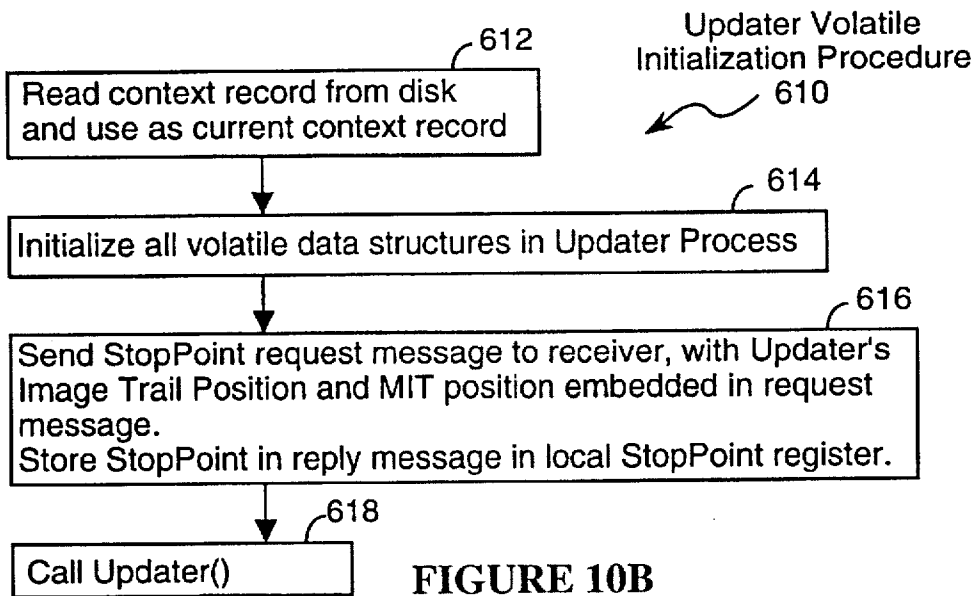 Updater Volatile
Initialization Procedure
610
612
Read context record from disk
and use as current context record
614
Initialize all volatile data structures in Updater Process
616
Send StopPoint request message to receiver, with Updater's
Image Trail Position and MIT position embedded in request
message.
Store StopPoint in reply message in local StopPoint register.
618
Call Updater()
FIGURE 10B